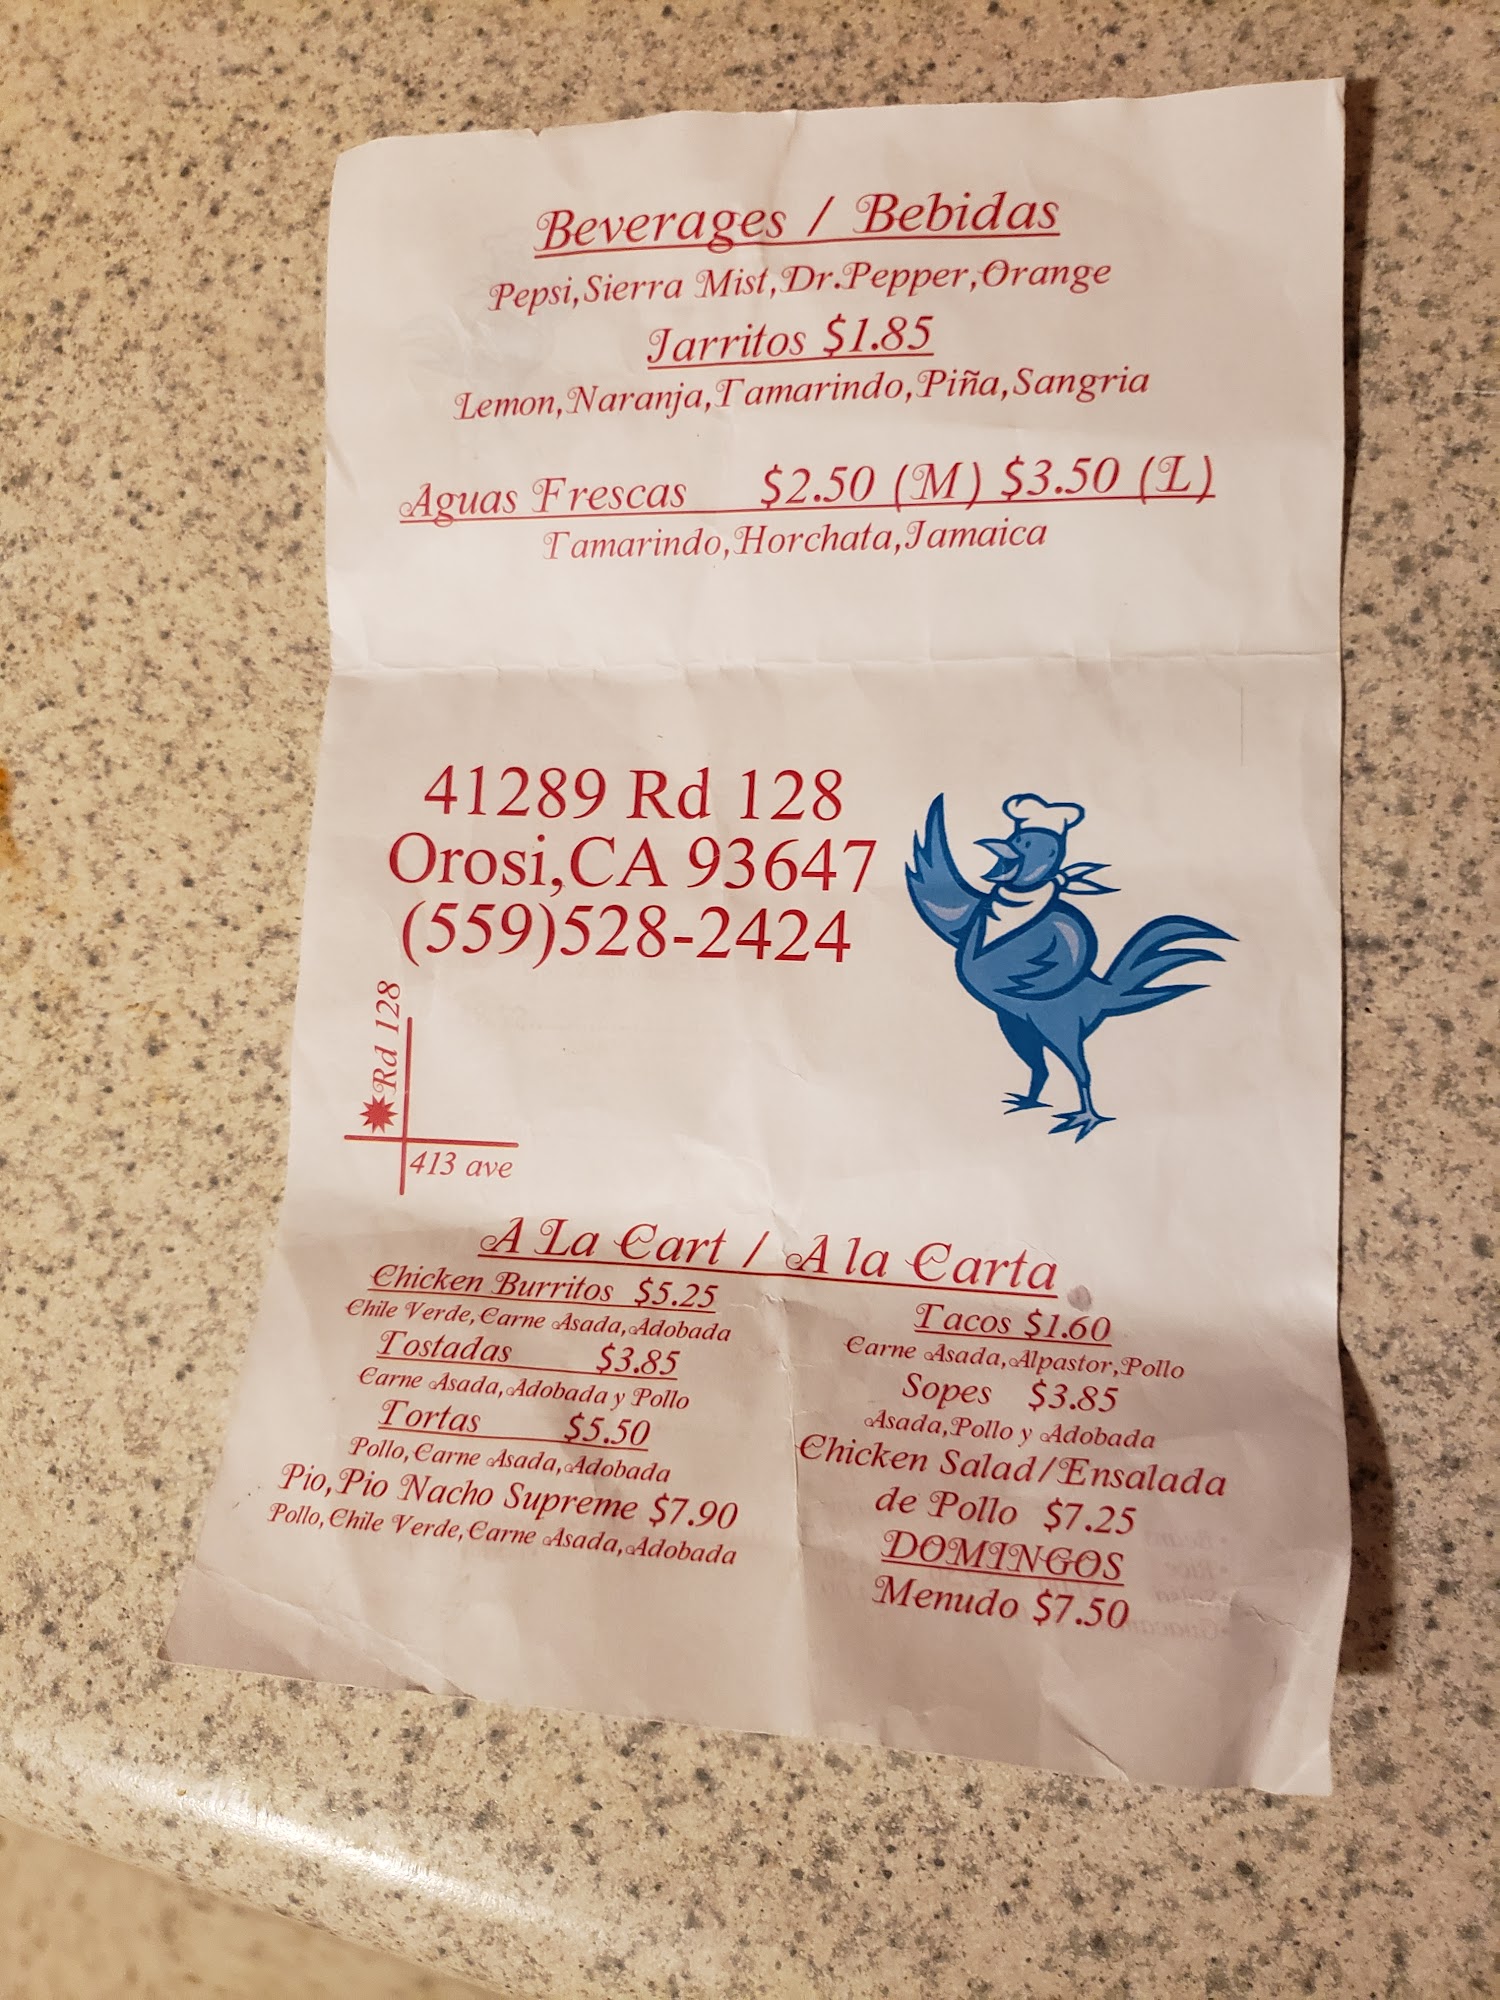 Beverages / Bebidas
Pepsi,Sierra Mist,Dr.Pepper,Orange
Jarritos $1.85
Lemon,Naranja,Tamarindo,Piña,Sangria
Aguas Frescas $2.50 (M) $3.50 (L)
Tamarindo,Horchata,Jamaica
41289 Rd 128
Orosi,CA 93647
(559)528-2424
Rd 128
413 ave
A La Cart / A la Carta
Chicken Burritos $5.25
Chile Verde,Carne Asada,Adobada
Tostadas $3.85
Carne Asada,Adobada y Pollo
Tortas $5.50
Pollo,Carne Asada,Adobada
Pio,Pio Nacho Supreme $7.90
Pollo,Chile Verde,Carne Asada,Adobada
Tacos $1.60
Carne Asada,Alpastor,Pollo
Sopes $3.85
Asada,Pollo y Adobada
Chicken Salad/Ensalada
de Pollo $7.25
DOMINGOS
Menudo $7.50